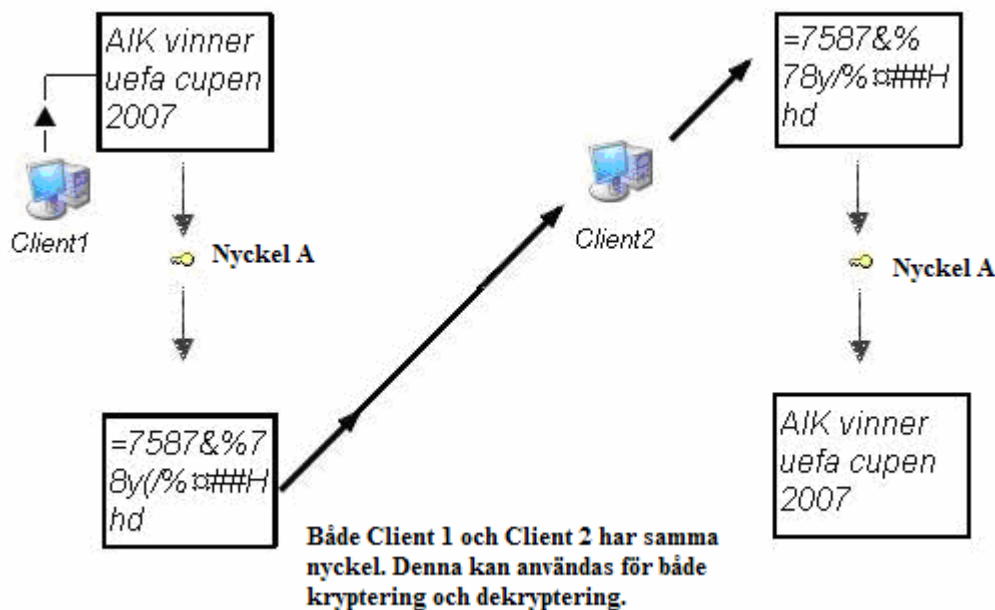 AIK vinner
uefa cupen
2007
Client1
Nyckel A
=7587&%7
8y(/%¤##H
hd
Client2
=7587&%
78y/%¤##H
hd
Nyckel A
AIK vinner
uefa cupen
2007
Både Client 1 och Client 2 har samma
nyckel. Denna kan användas för både
kryptering och dekryptering.